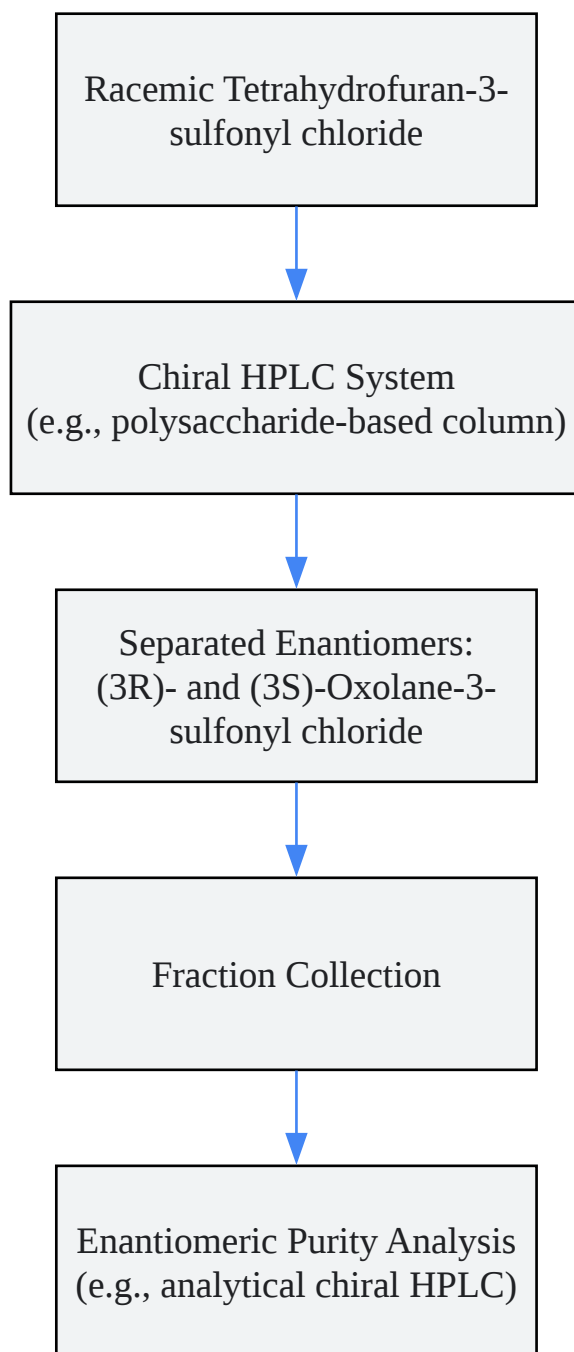 Racemic Tetrahydrofuran-3-
sulfonyl chloride
Chiral HPLC System
(e.g., polysaccharide-based column)
Separated Enantiomers:
(3R)- and (3S)-Oxolane-3-
sulfonyl chloride
Fraction Collection
Enantiomeric Purity Analysis
(e.g., analytical chiral HPLC)